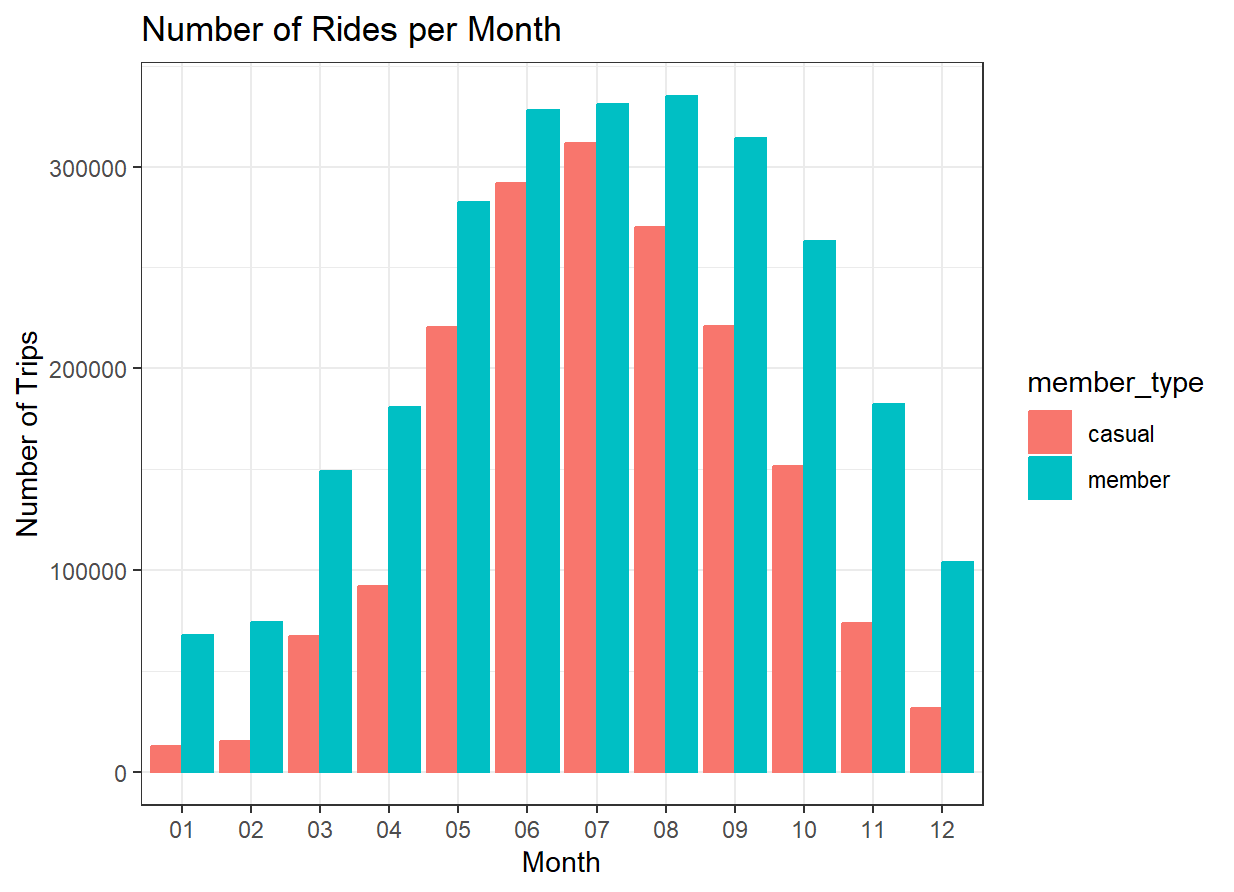 Number of Rides per Month
Number of Trips
300000
200000
100000
0
01 02 03 04 05 06 07 08 09 10 11 12
Month
member_type
casual
member